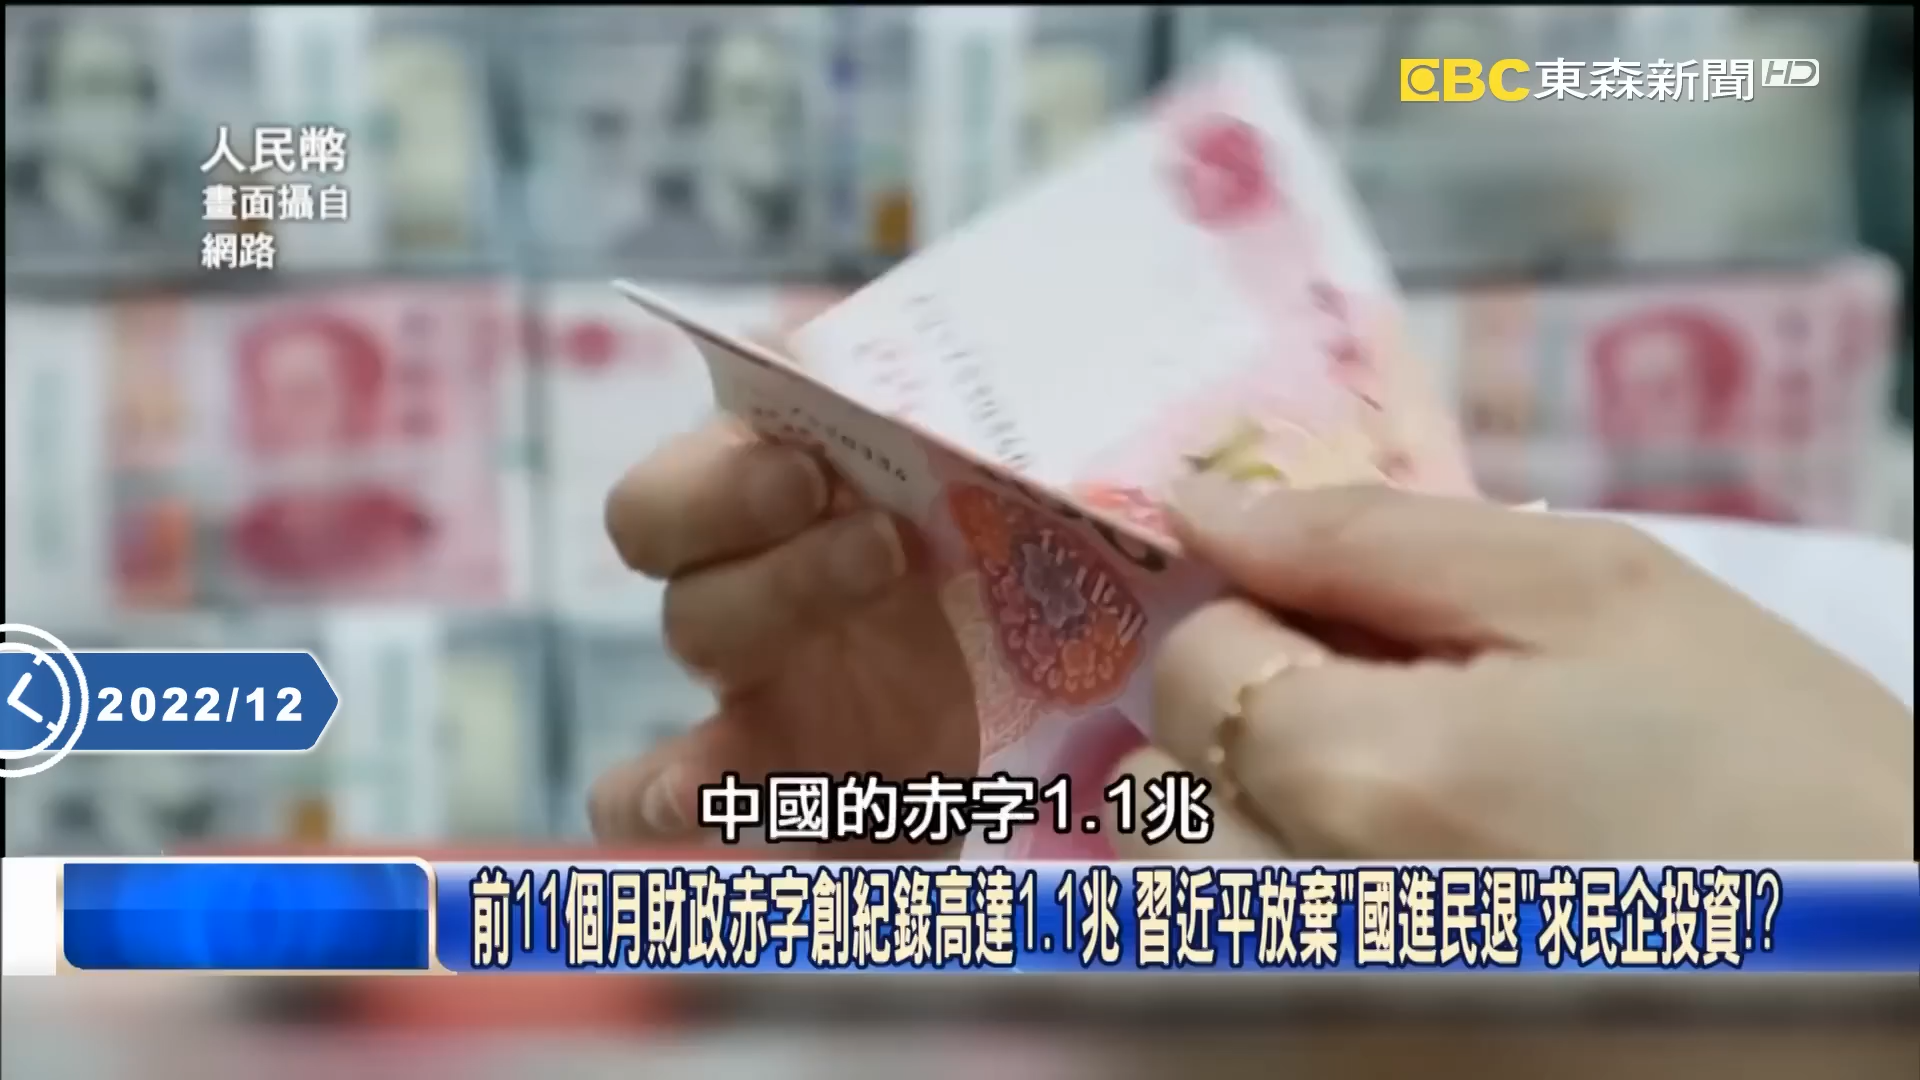 EBC東森新聞HD
人民幣
畫面攝自
網路
2022/12
中國的赤字1.1兆
前11個月財政赤字創紀錄高達1.1兆 習近平放棄"國進民退"求民企投資!?